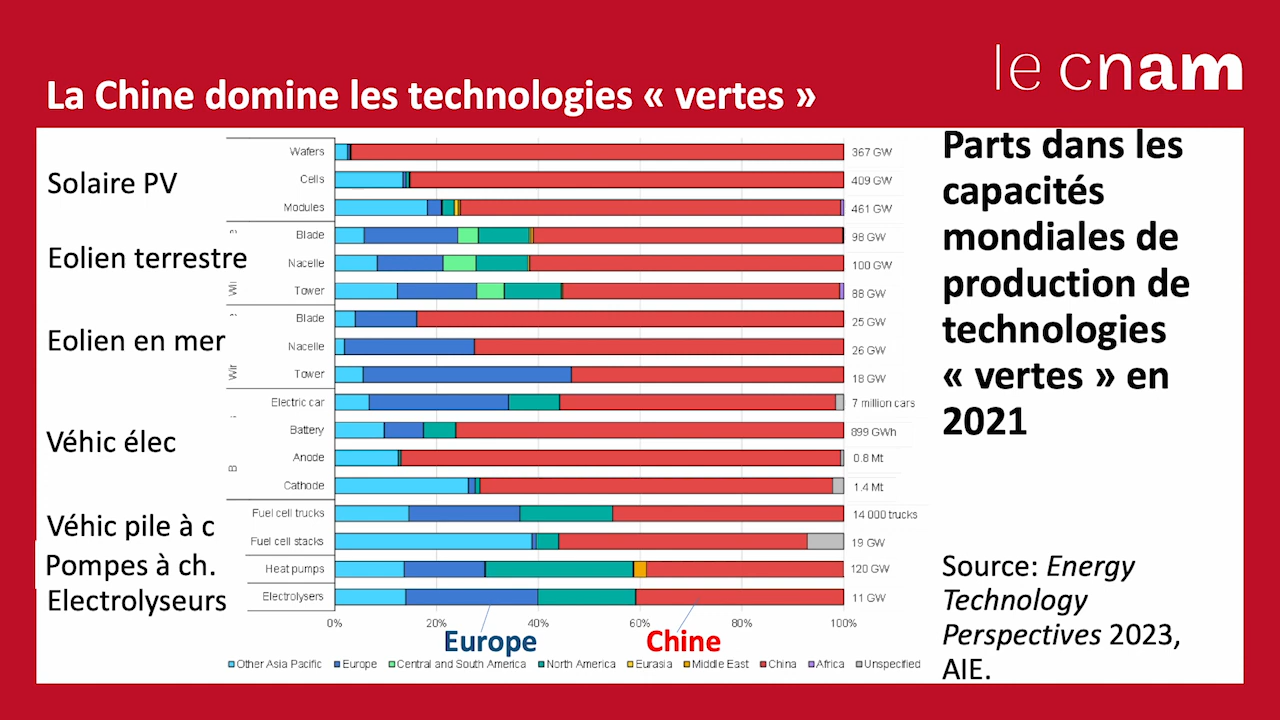 le cnam
La Chine domine les technologies « vertes »
Parts dans les
capacités
mondiales de
production de
technologies
« vertes » en
2021
Solaire PV
Wafers 367 GW
Cells 409 GW
Modules 461 GW
Eolien terrestre
Blade 98 GW
Nacelle 100 GW
Tower 88 GW
Eolien en mer
Blade 25 GW
Nacelle 26 GW
Tower 18 GW
Véhic élec
Electric car 7 million cars
Battery 899 GWh
Anode 0.8 Mt
Cathode 1.4 Mt
Véhic pile à c
Fuel cell trucks 14 000 trucks
Fuel cell stacks 19 GW
Pompes à ch.
Heat pumps 120 GW
Electrolyseurs
Electrolysers 11 GW
0% 20% 40% 60% 80% 100%
Europe Chine
Other Asia Pacific Europe Central and South America North America Eurasia Middle East China Africa Unspecified
Source: Energy
Technology
Perspectives 2023,
AIE.